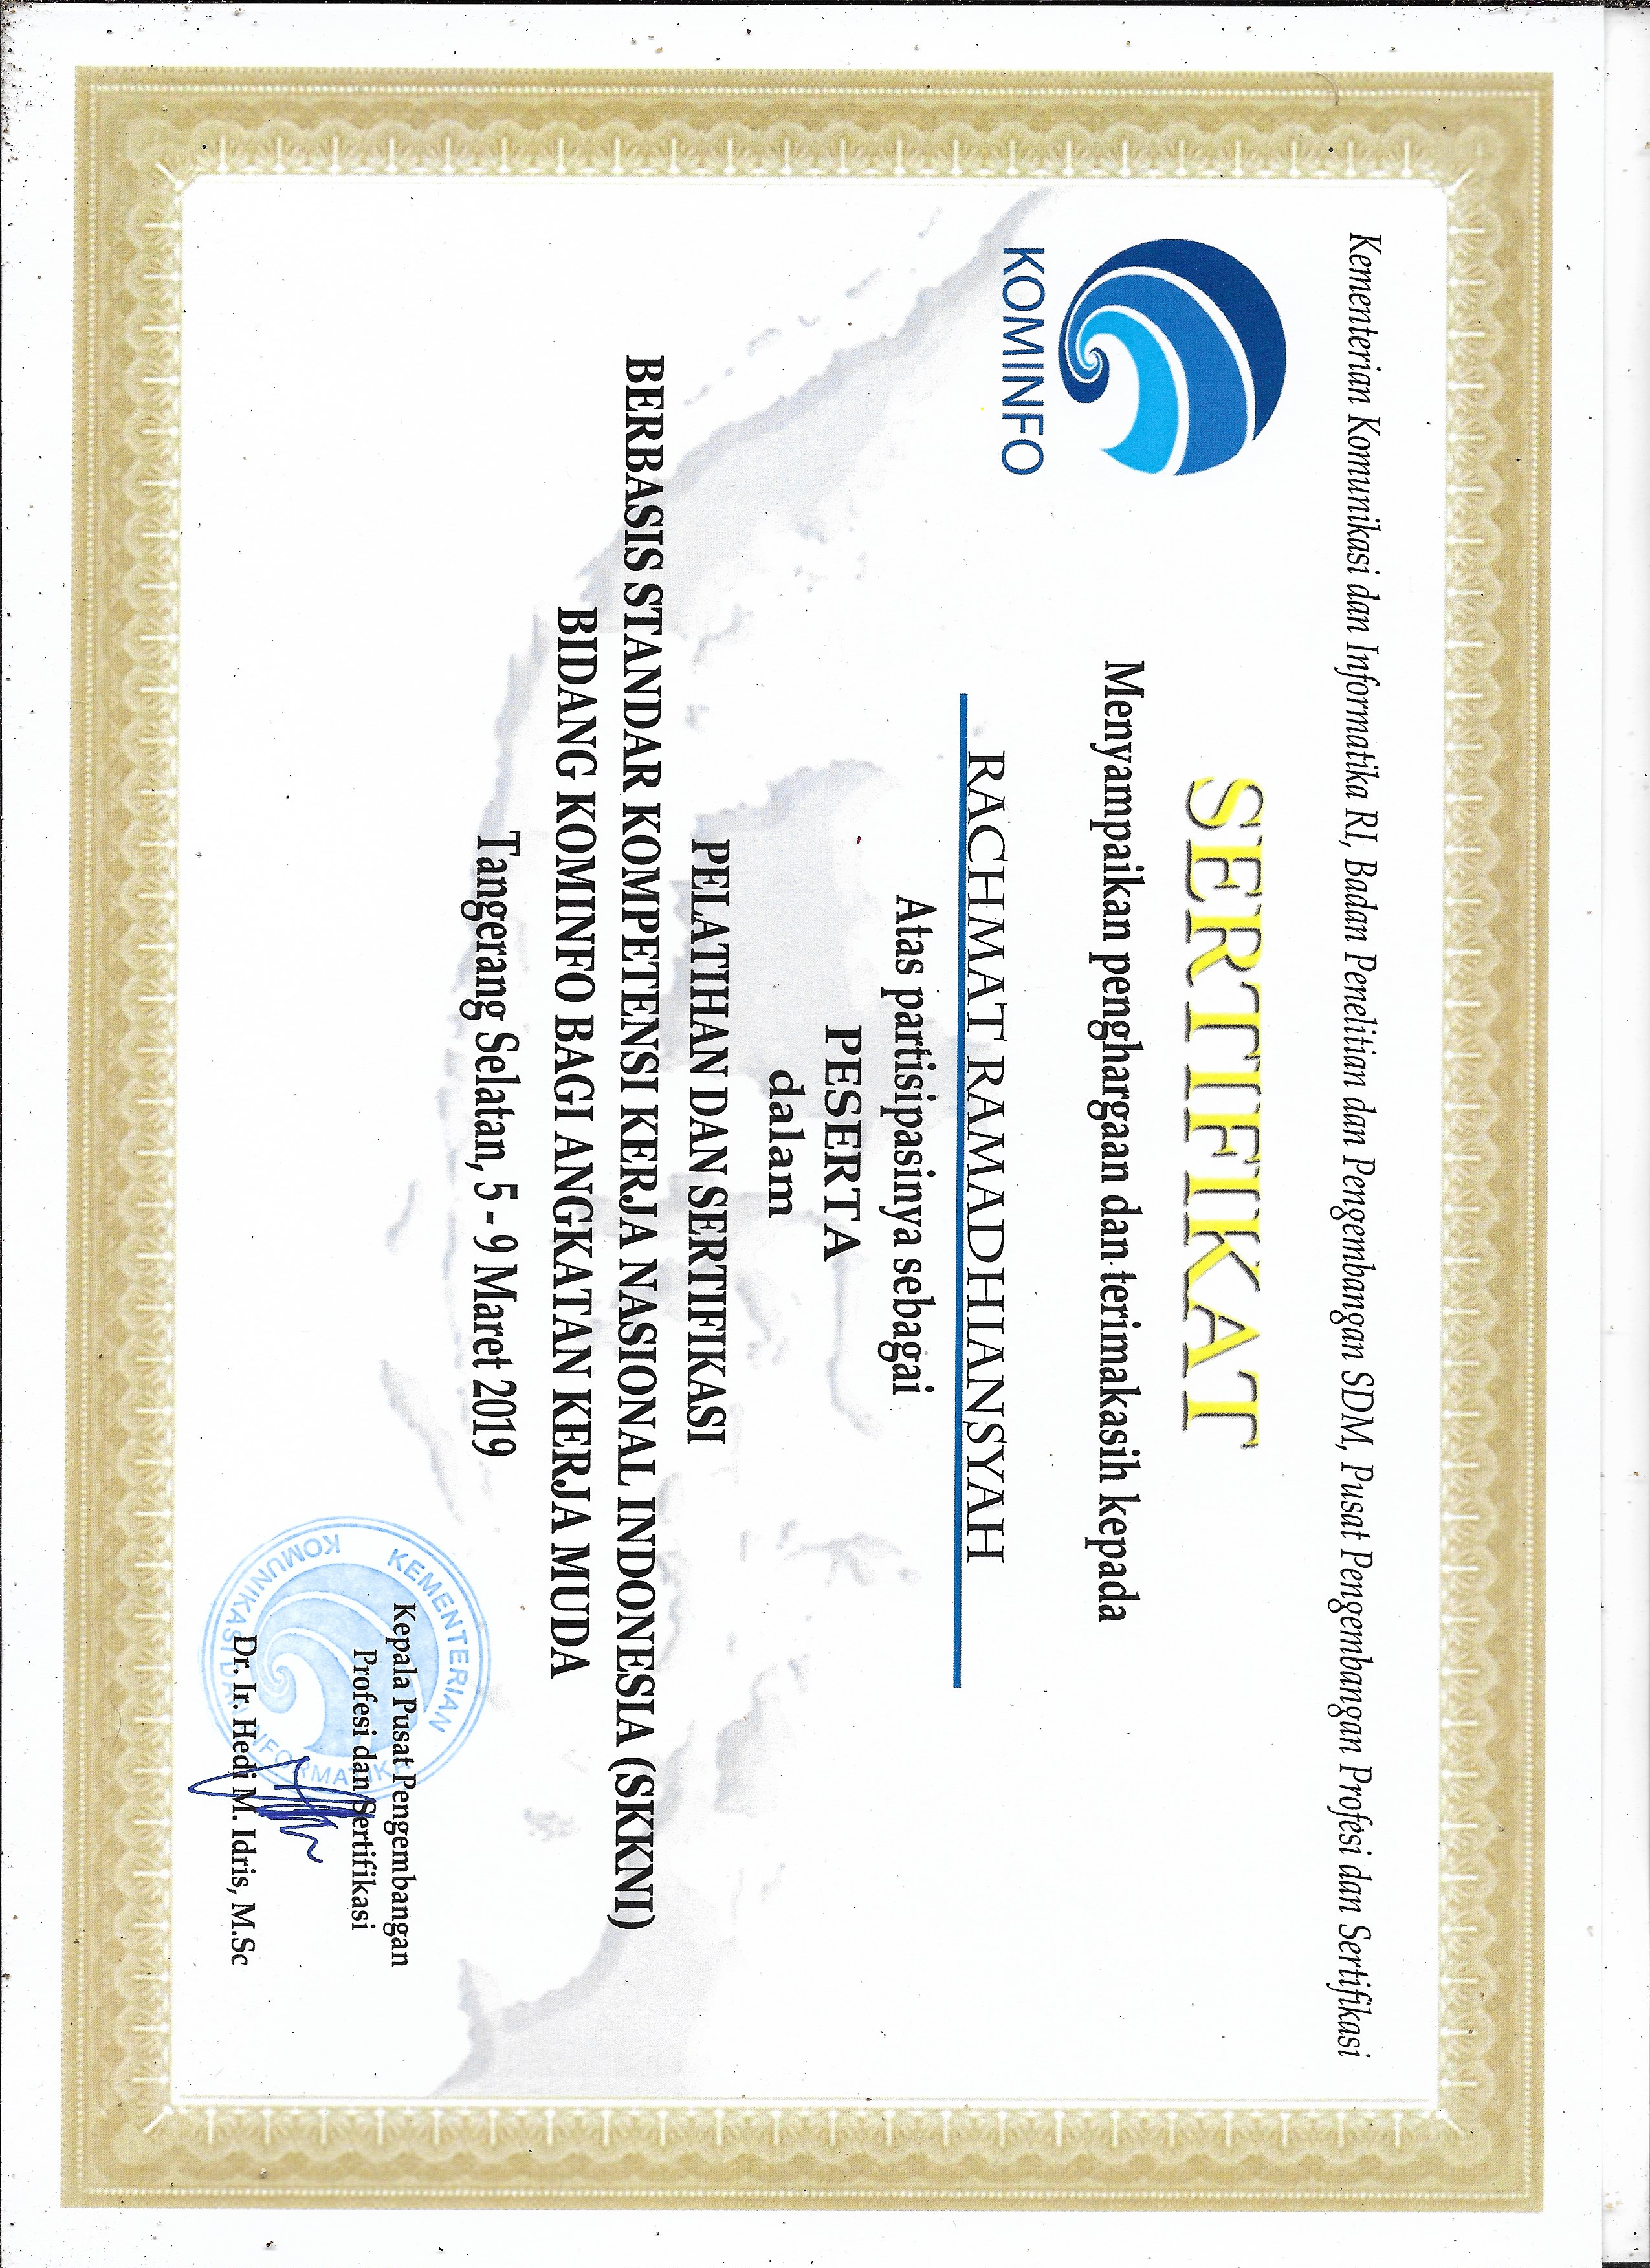 Kementerian Komunikasi dan Informatika RI, Badan Penelitian dan Pengembangan SDM, Pusat Pengembangan Profesi dan Sertifikasi
SERTIFIKAT
KOMINFO
Menyampaikan penghargaan dan terimakasih kepada
RACHMAT RAMADHIANSYAH
Atas partisipasinya sebagai
PESERTA
dalam
PELATIHAN DAN SERTIFIKASI
BERBASIS STANDAR KOMPETENSI KERJA NASIONAL INDONESIA (SKKNI)
BIDANG KOMINFO BAGI ANGKATAN KERJA MUDA
Tangerang Selatan, 5 - 9 Maret 2019
KEMENTERIAN
KOMUNIKASI DAN INFORMATIKA
Kepala Pusat Pengembangan
Profesi dan Sertifikasi
Dr. Ir. Hedi M. Idris, M.Sc